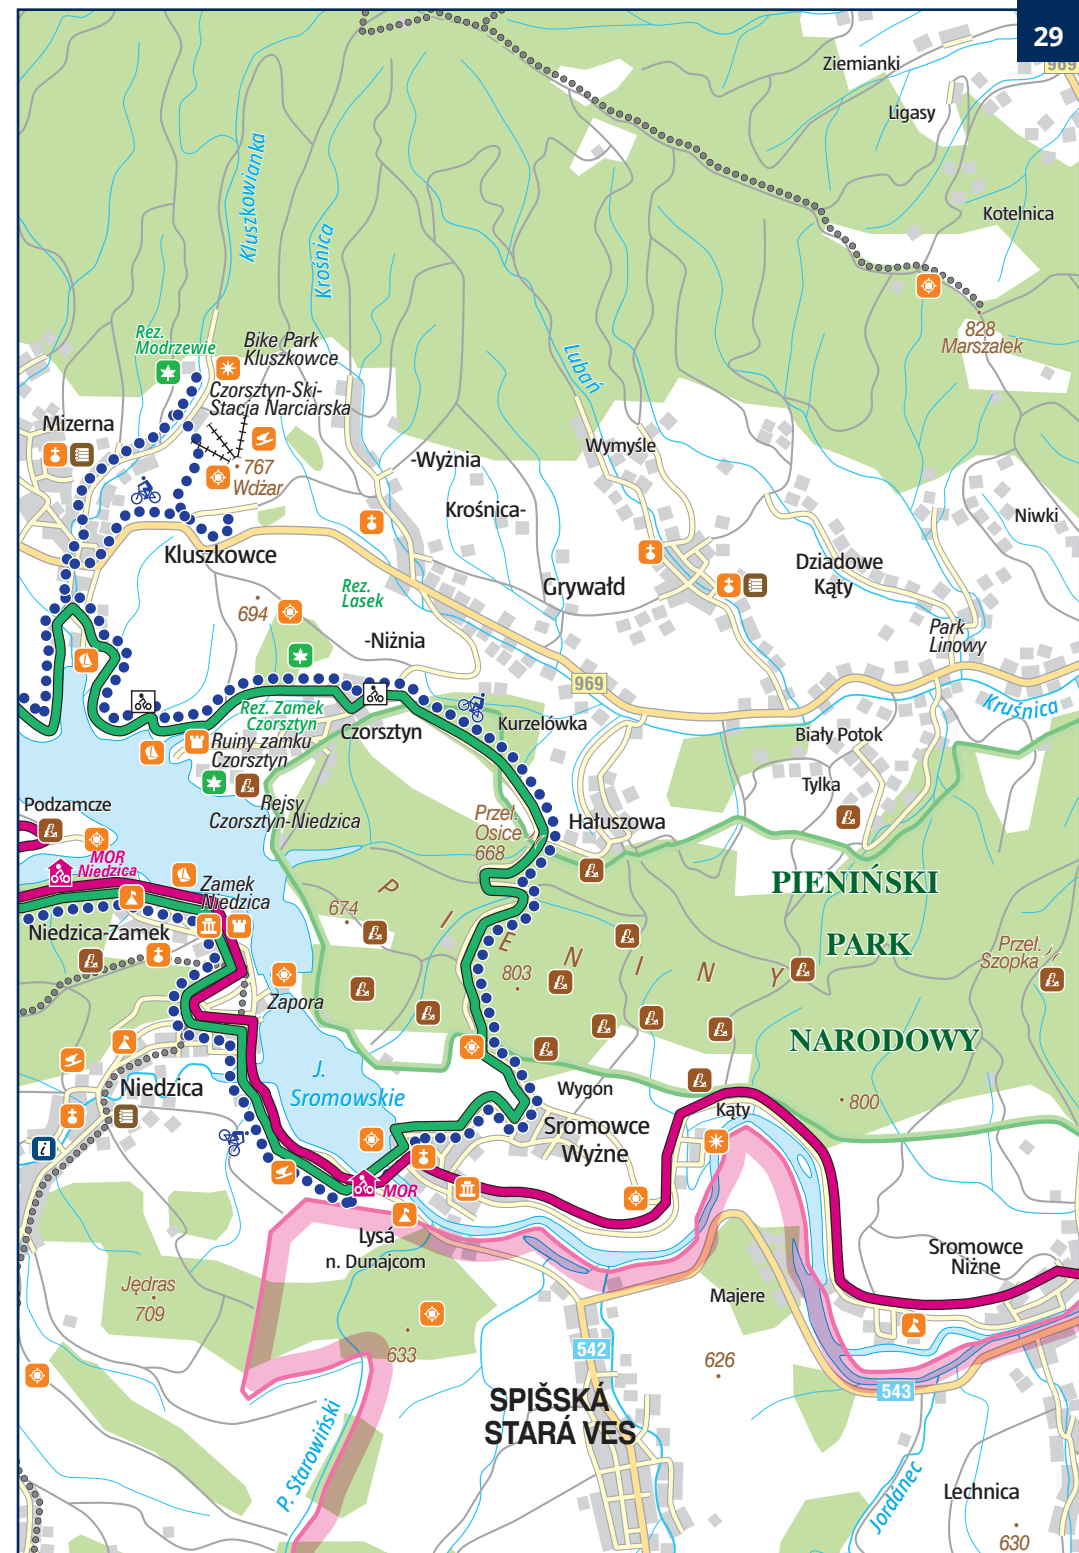 29
969
Ziemianki
Ligasy
Kotelnica
Kluszkowianka
Krośnica
828
Marszałek
Rez.
Modrzewie
Bike Park
Kluszkowce
Czorsztyn-Ski-
Stacja Narciarska
Lubań
Mizerna
767
Wdżar
-Wyżnia
Wymyśle
Krośnica-
Niwki
Kluszkowce
Dziadowe
Kąty
Grywałd
Rez.
Lasek
694
-Niżnia
Park
Linowy
969
Kruśnica
Rez. Zamek
Czorsztyn
Czorsztyn
Kurzelówka
Biały Potok
Ruiny zamku
Czorsztyn
Tylka
Rejsy
Czorsztyn-Niedzica
Podzamcze
Przeł.
Osice
668
Hałuszowa
MOR
Niedzica
Zamek
Niedzica
PIENIŃSKI
PARK
NARODOWY
674
P I E N I N Y
Niedzica-Zamek
Przeł.
Szopka
803
Zapora
J.
Sromowskie
Niedzica
Wygon
Kąty
800
Sromowce
Wyżne
i
MOR
Lysá
n. Dunajcom
Sromowce
Niżne
Jędras
709
Majere
633
542
626
543
SPIŠSKÁ
STARÁ VES
P. Starowiński
Jordánec
Lechnica
630